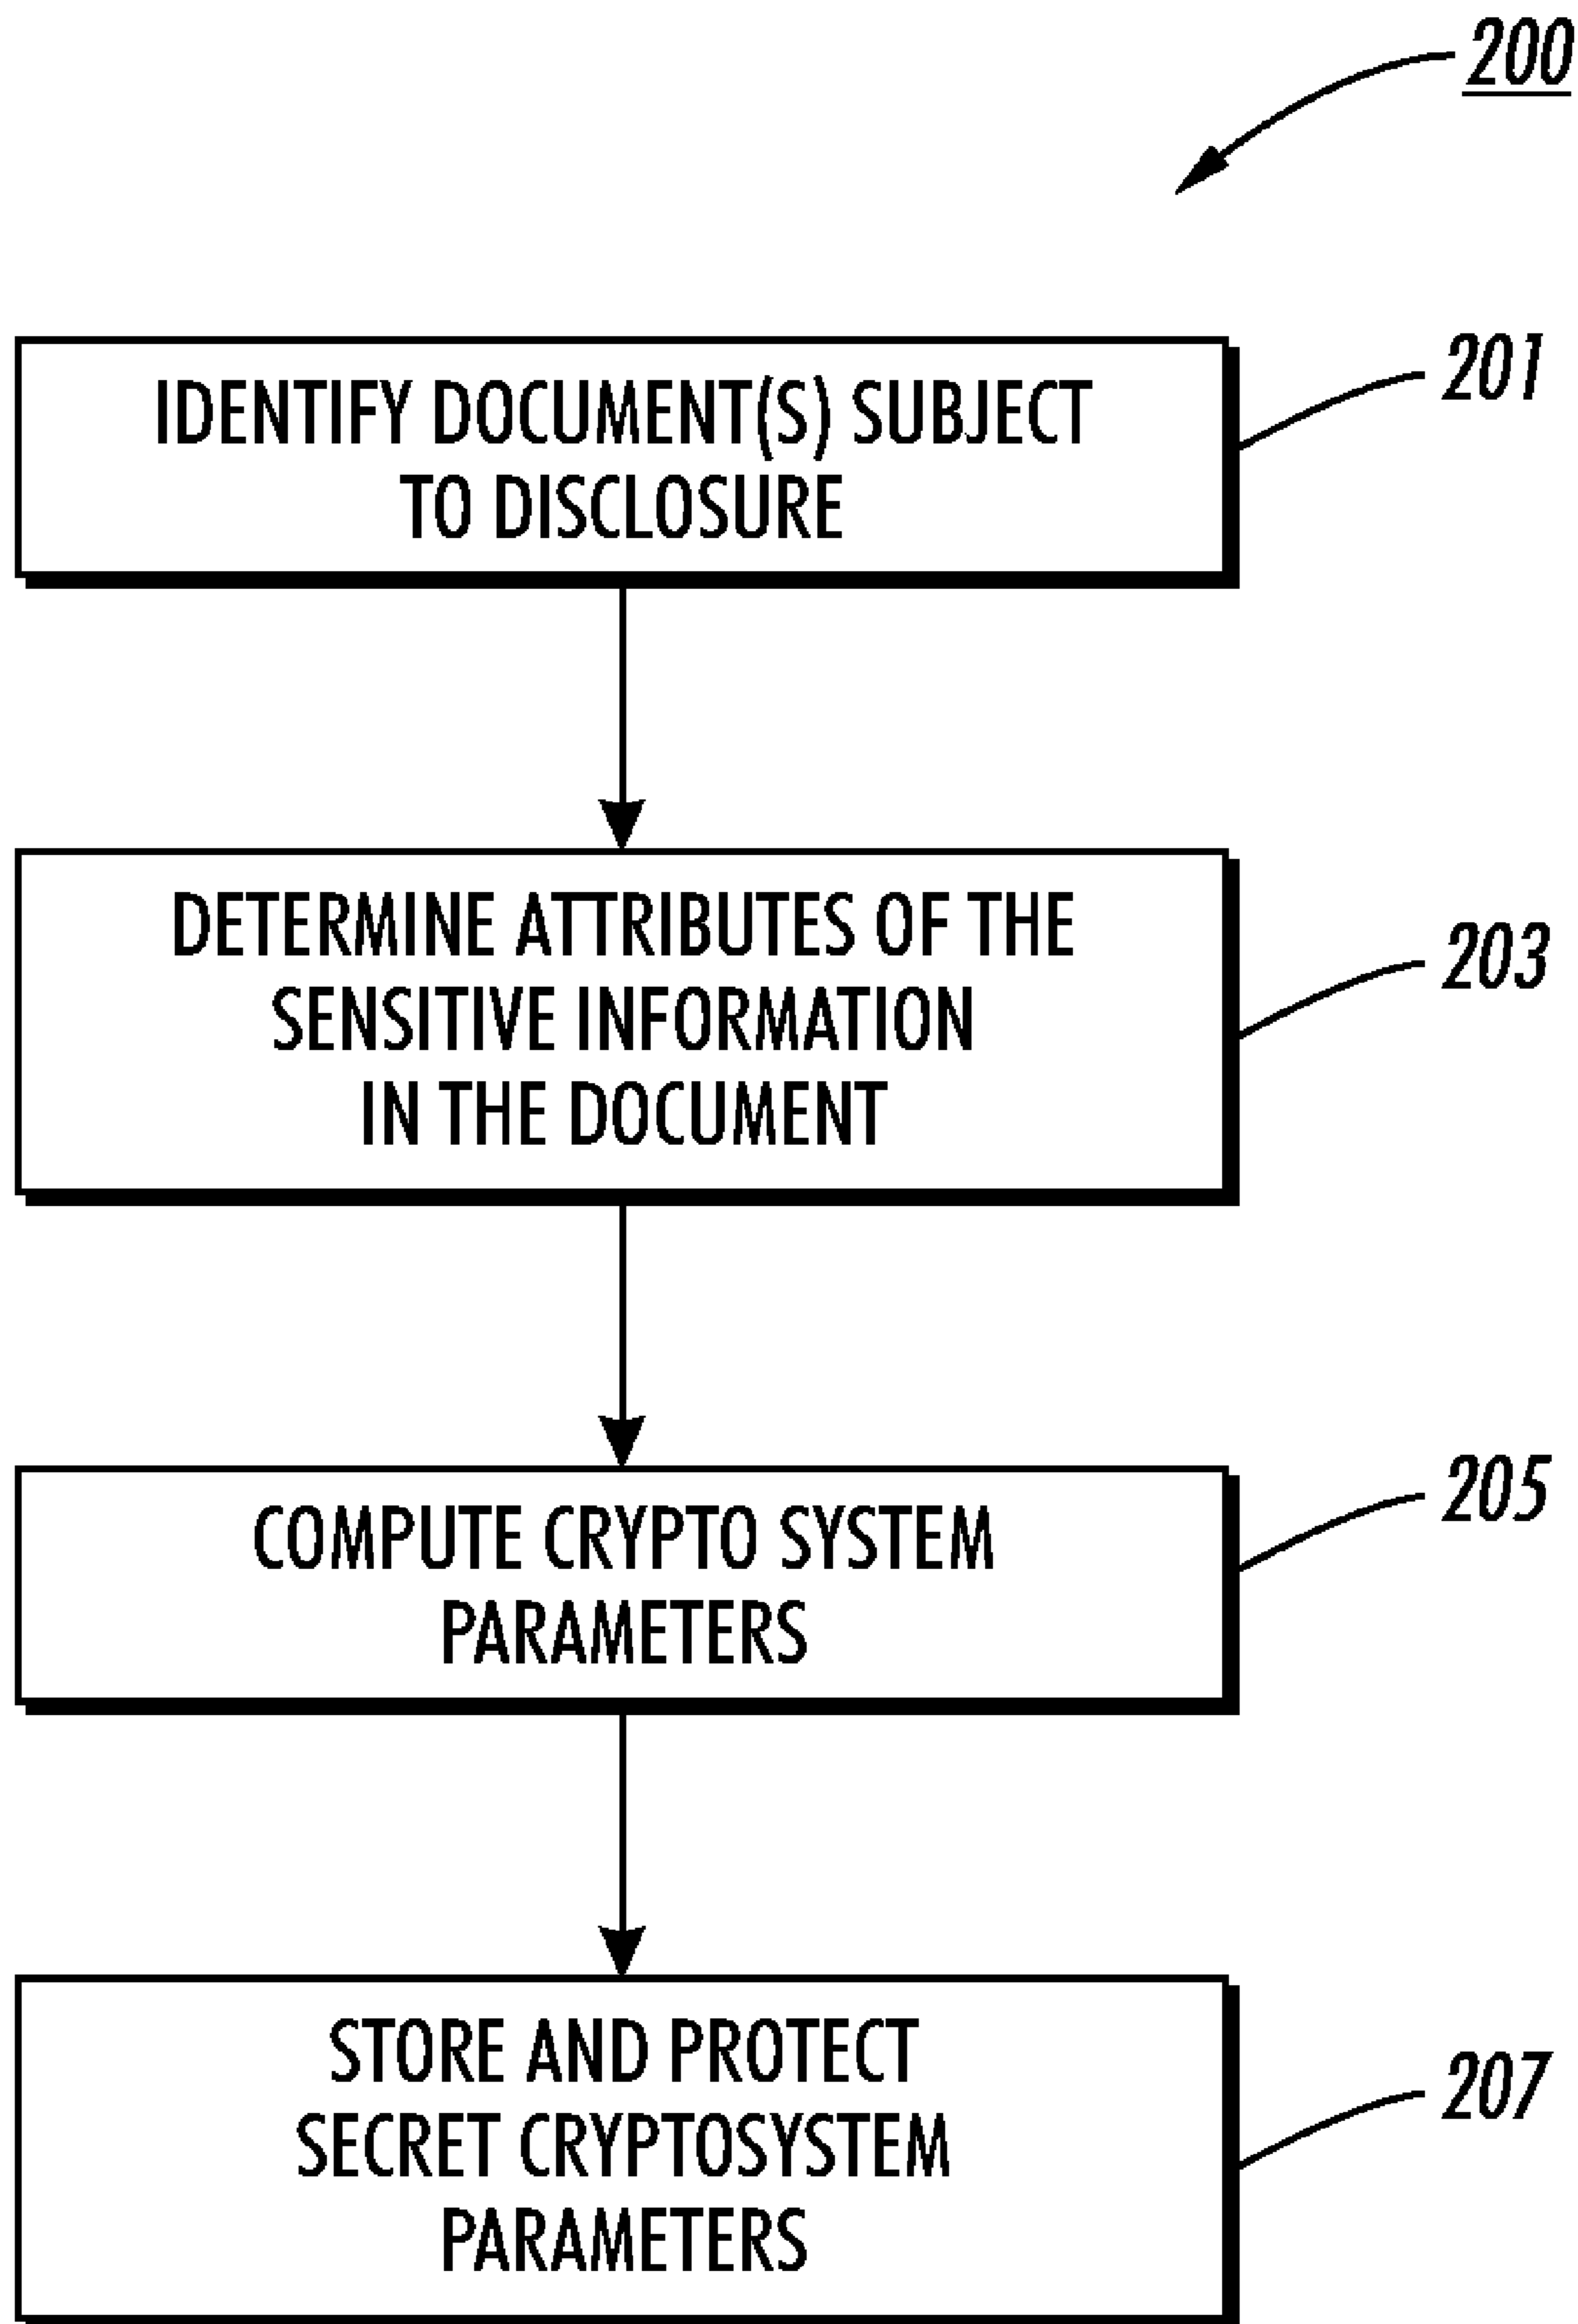 200
IDENTIFY DOCUMENT(S) SUBJECT
TO DISCLOSURE
201
DETERMINE ATTRIBUTES OF THE
SENSITIVE INFORMATION
IN THE DOCUMENT
203
COMPUTE CRYPTO SYSTEM
PARAMETERS
205
STORE AND PROTECT
SECRET CRYPTOSYSTEM
PARAMETERS
207